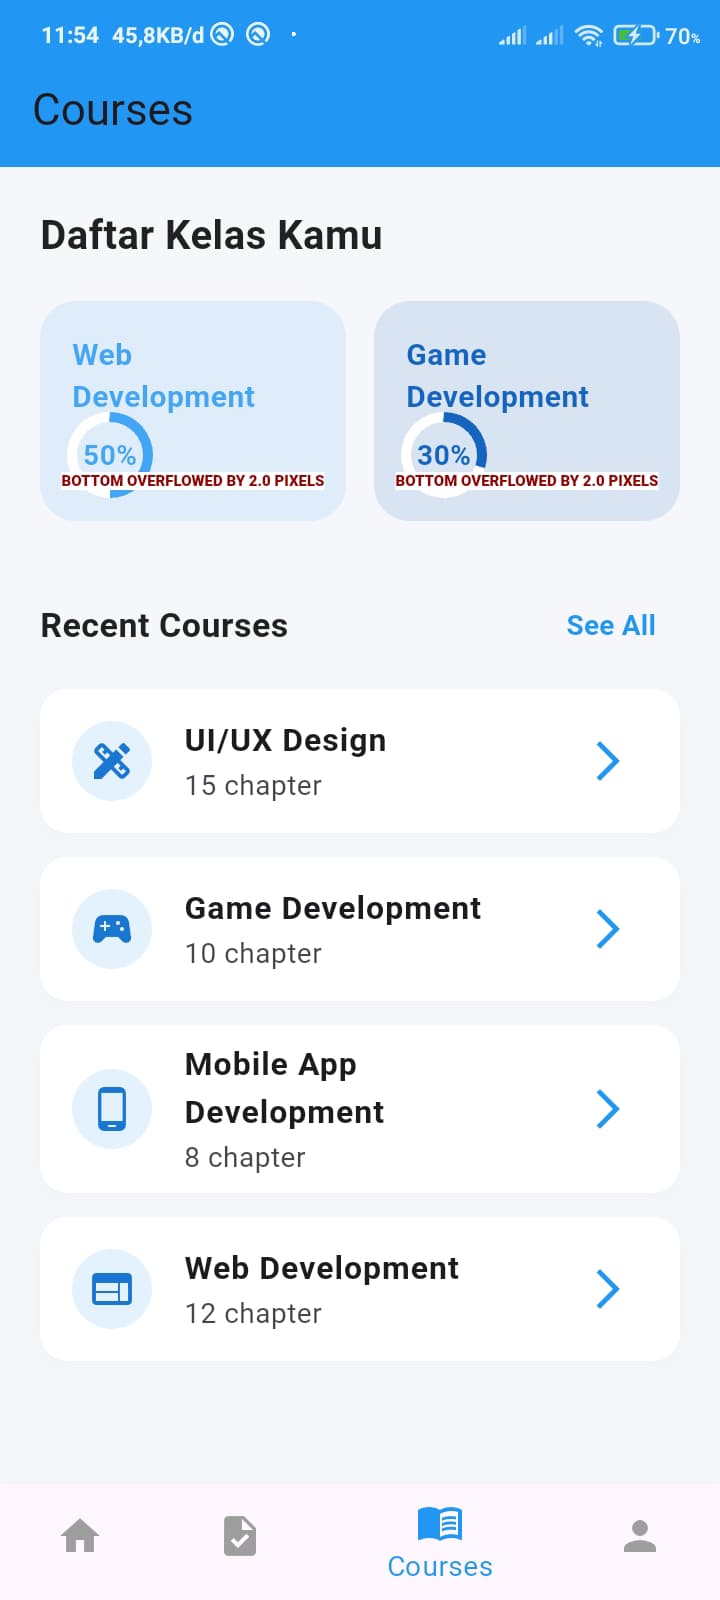 11:54 45,8KB/d 70%
Courses
Daftar Kelas Kamu
Web
Development
50%
BOTTOM OVERFLOWED BY 2.0 PIXELS
Game
Development
30%
BOTTOM OVERFLOWED BY 2.0 PIXELS
Recent Courses See All
UI/UX Design
15 chapter
Game Development
10 chapter
Mobile App
Development
8 chapter
Web Development
12 chapter
Courses